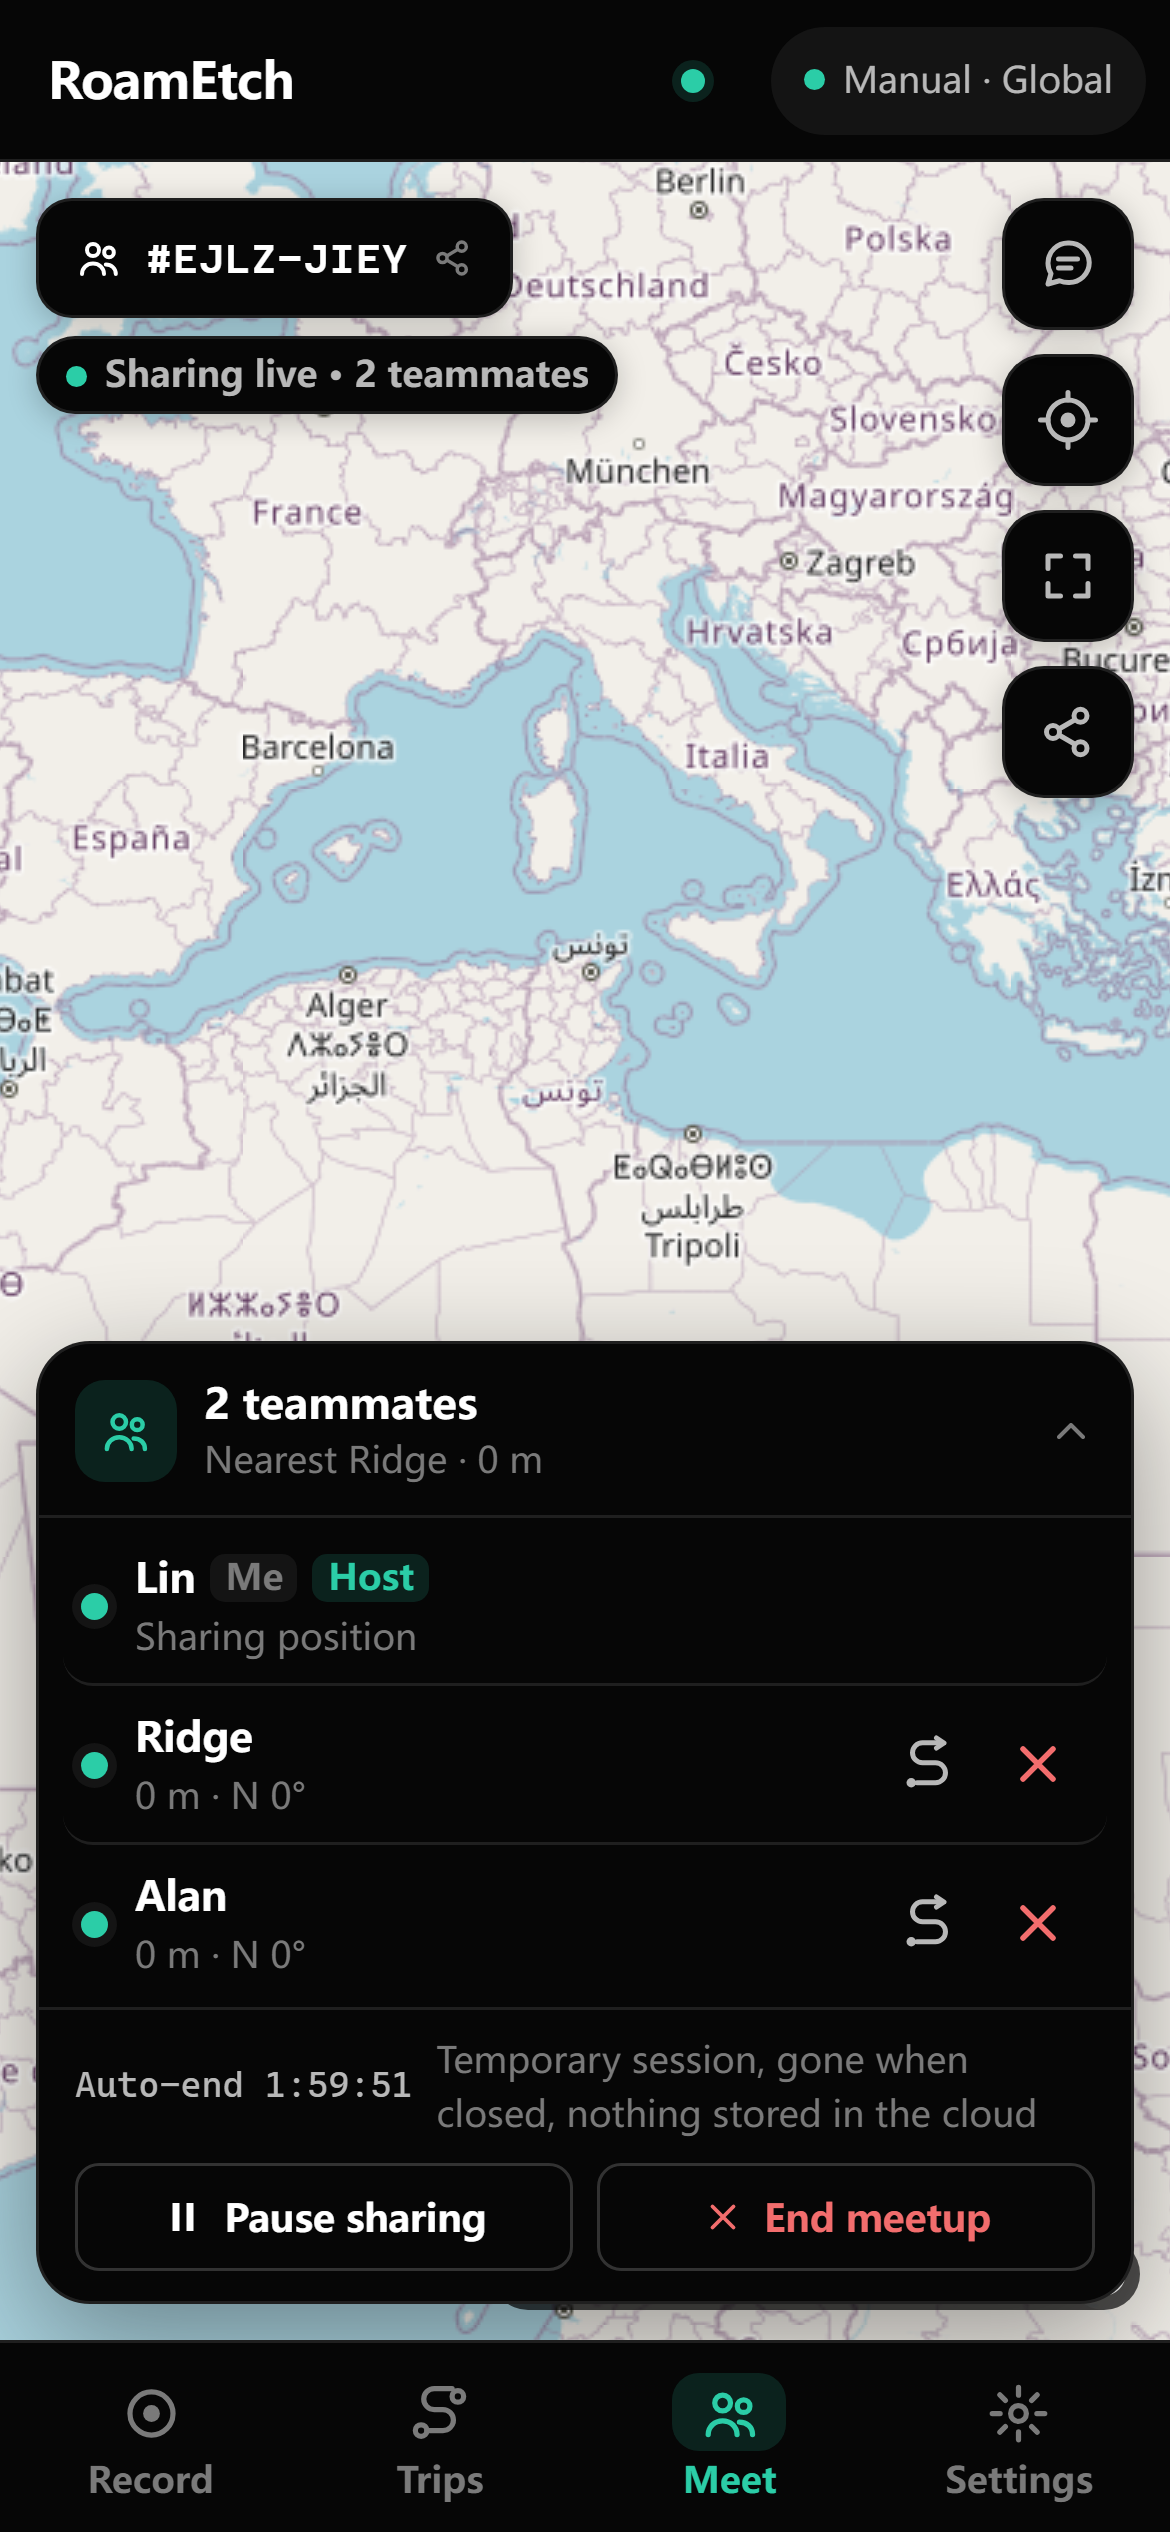 RoamEtch
Manual · Global
Berlin
#EJLZ-JIEY
Polska
Deutschland
Sharing live • 2 teammates
Česko
Slovensko
München
Magyarország
France
Zagreb
Hrvatska
Србија
Bucure
Barcelona
Italia
España
Ελλάς
تونس
Alger
ⴷⵣⴰⵢⴻⵔ
الجزائر
تونس
ⵟⴰⵕⴰⴱⵍⵓⵙ
طرابلس
Tripoli
2 teammates
Nearest Ridge · 0 m
Lin Me Host
Sharing position
Ridge
0 m · N 0°
Alan
0 m · N 0°
Auto-end 1:59:51
Temporary session, gone when
closed, nothing stored in the cloud
Pause sharing
End meetup
Record
Trips
Meet
Settings